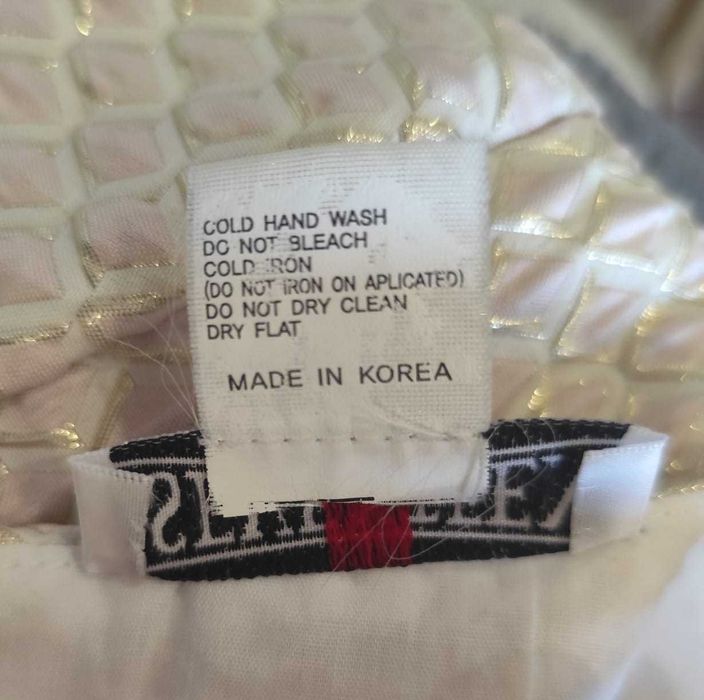 COLD HAND WASH
DO NOT BLEACH
COLD IRON
(DO NOT IRON ON APLICATED)
DO NOT DRY CLEAN
DRY FLAT
MADE IN KOREA